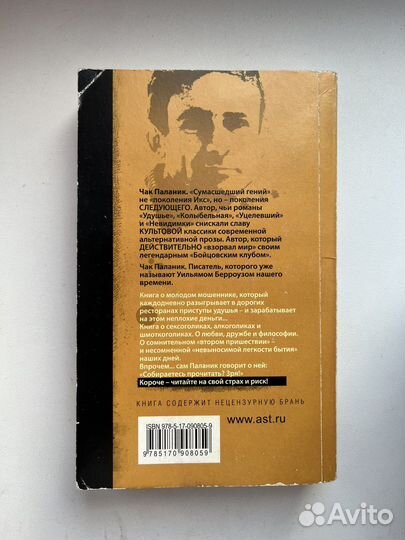 Чак Паланик. «Сумасшедший гений»
не «поколения Икс», но – поколения
СЛЕДУЮЩЕГО. Автор, чьи романы
«Удушье», «Колыбельная», «Уцелевший»
и «Невидимки» снискали славу
КУЛЬТОВОЙ классики современной
альтернативной прозы. Автор, который
ДЕЙСТВИТЕЛЬНО «взорвал мир» своим
легендарным «Бойцовским клубом».
Чак Паланик. Писатель, которого уже
называют Уильямом Берроузом нашего
времени.
Книга о молодом мошеннике, который
каждодневно разыгрывает в дорогих
ресторанах приступы удушья – и зарабатывает
на этом неплохие деньги...
Книга о сексоголиках, алкоголиках и
шмоткоголиках. О любви, дружбе и философии.
О сомнительном «втором пришествии» –
и несомненной «невыносимой легкости бытия»
наших дней.
Впрочем... сам Паланик говорит о ней:
«Собираетесь прочитать? Зря!»
Короче – читайте на свой страх и риск!
КНИГА СОДЕРЖИТ НЕЦЕНЗУРНУЮ БРАНЬ
www.ast.ru
ISBN 978-5-17-090805-9
9 785170 908059
Avito